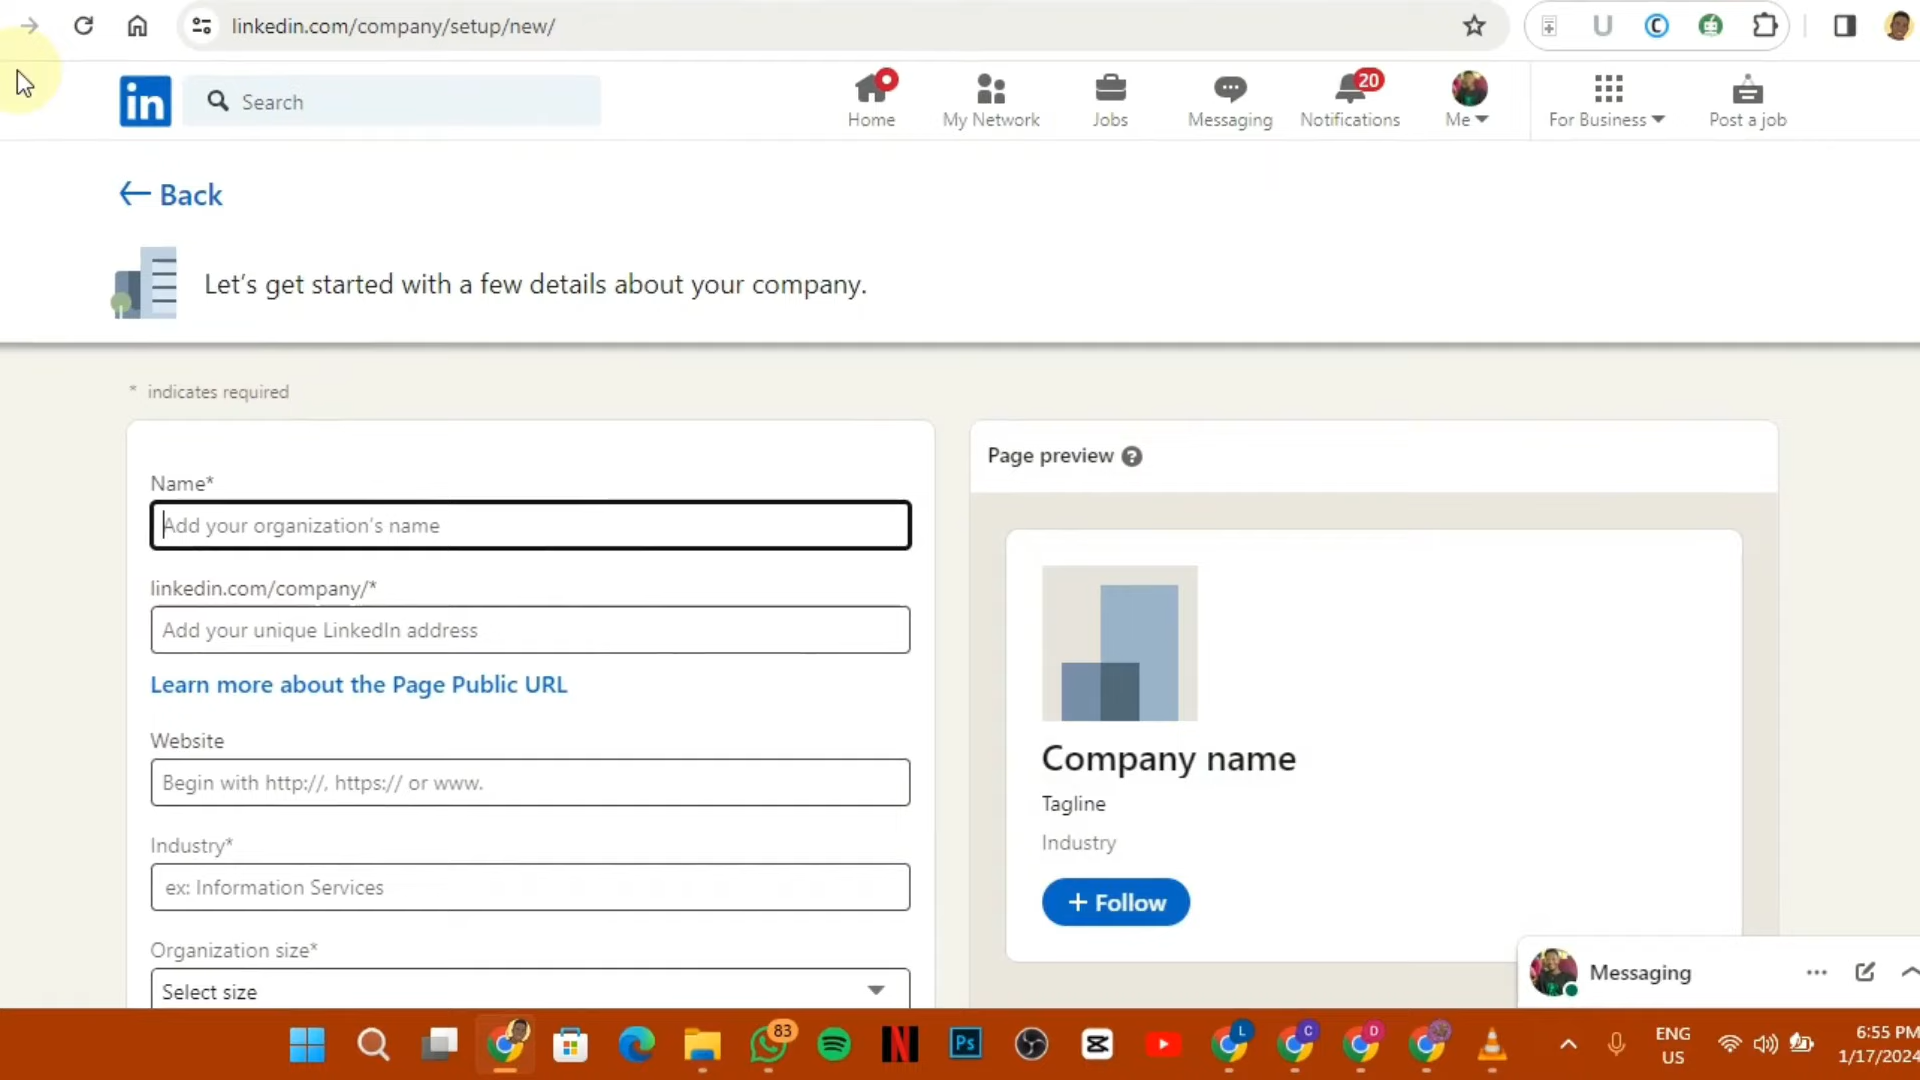 linkedin.com/company/setup/new/
U
C
in
Search
Home
My Network
Jobs
Messaging
20
Notifications
Me
For Business
Post a job
← Back
Let's get started with a few details about your company.
* indicates required
Name*
Add your organization's name
linkedin.com/company/*
Add your unique LinkedIn address
Learn more about the Page Public URL
Website
Begin with http://, https:// or www.
Industry*
ex: Information Services
Organization size*
Select size
Page preview ?
Company name
Tagline
Industry
+ Follow
Messaging
83
N
Ps
L
C
D
ENG
US
6:55 PM
1/17/2024